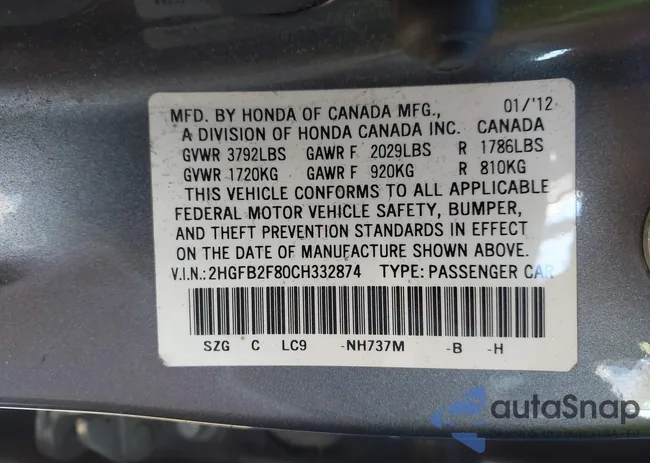 MFD. BY HONDA OF CANADA MFG., 01/'12
A DIVISION OF HONDA CANADA INC. CANADA
GVWR 3792LBS GAWR F 2029LBS R 1786LBS
GVWR 1720KG GAWR F 920KG R 810KG
THIS VEHICLE CONFORMS TO ALL APPLICABLE
FEDERAL MOTOR VEHICLE SAFETY, BUMPER,
AND THEFT PREVENTION STANDARDS IN EFFECT
ON THE DATE OF MANUFACTURE SHOWN ABOVE.
V.I.N.: 2HGFB2F80CH332874 TYPE: PASSENGER CAR
SZG C LC9 -NH737M -B -H
autoSnap